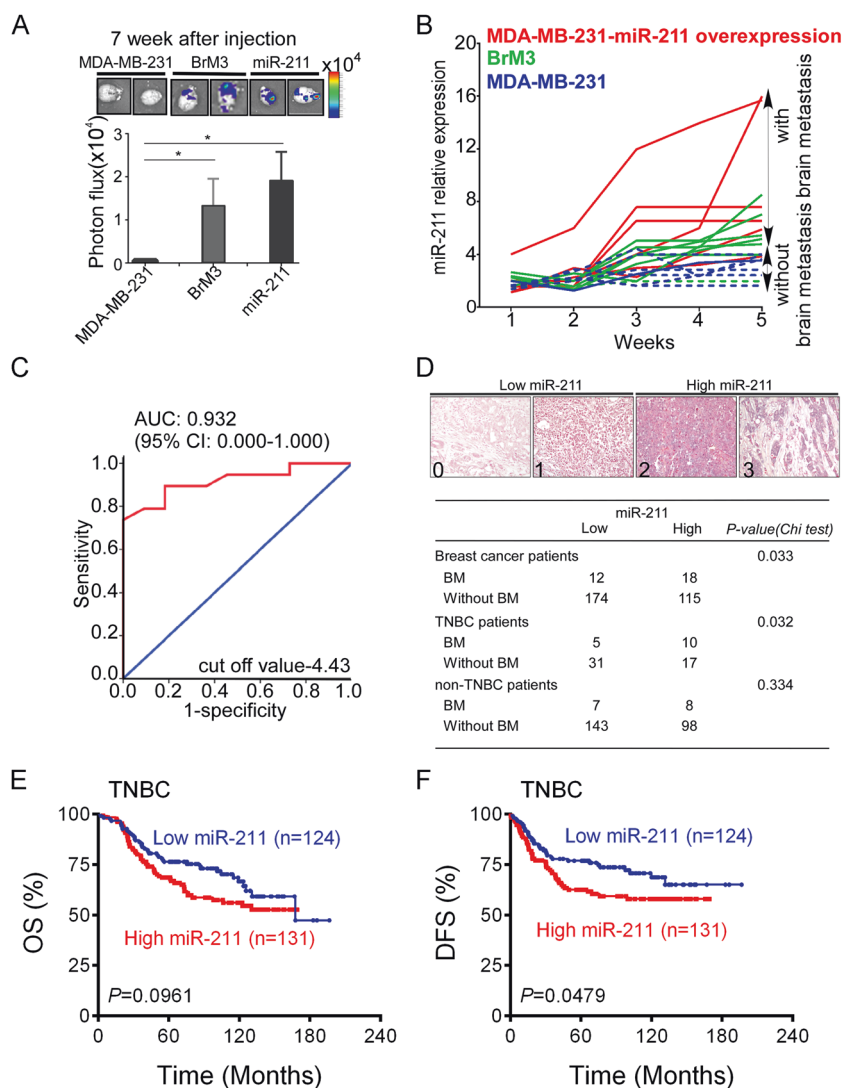 A
7 week after injection
MDA-MB-231 BrM3 miR-211 x10⁴
Photon flux(x10⁴)
3
2
1
0
*
*
MDA-MB-231
BrM3
miR-211
B
MDA-MB-231-miR-211 overexpression
BrM3
MDA-MB-231
miR-211 relative expression
20
16
12
8
4
0
1 2 3 4 5
Weeks
with
brain metastasis
without
brain metastasis
C
AUC: 0.932
(95% CI: 0.000-1.000)
Sensitivity
1.0
0.8
0.6
0.4
0.2
0.0
cut off value-4.43
0.0 0.2 0.4 0.6 0.8 1.0
1-specificity
D
Low miR-211 High miR-211
0 1 2 3
miR-211
Low High P-value(Chi test)
Breast cancer patients 0.033
BM 12 18
Without BM 174 115
TNBC patients 0.032
BM 5 10
Without BM 31 17
non-TNBC patients 0.334
BM 7 8
Without BM 143 98
E
TNBC
OS (%)
100
75
50
25
0
Low miR-211 (n=124)
High miR-211 (n=131)
P=0.0961
0 60 120 180 240
Time (Months)
F
TNBC
DFS (%)
100
75
50
25
0
Low miR-211 (n=124)
High miR-211 (n=131)
P=0.0479
0 60 120 180 240
Time (Months)